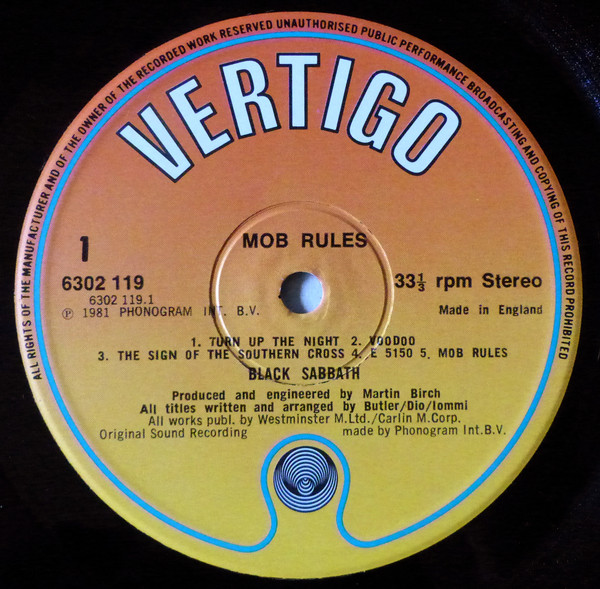 ALL RIGHTS OF THE MANUFACTURER AND OF THE OWNER OF THE RECORDED WORK RESERVED UNAUTHORISED PUBLIC PERFORMANCE BROADCASTING AND COPYING OF THIS RECORD PROHIBITED
VERTIGO
MOB RULES
1
6302 119
33⅓ rpm Stereo
6302 119.1
Made in England
℗ 1981 PHONOGRAM INT. B.V.
1. TURN UP THE NIGHT 2. VOODOO
3. THE SIGN OF THE SOUTHERN CROSS 4. E 5150 5. MOB RULES
BLACK SABBATH
Produced and engineered by Martin Birch
All titles written and arranged by Butler/Dio/Iommi
All works publ. by Westminster M.Ltd./Carlin M.Corp.
Original Sound Recording made by Phonogram Int.B.V.